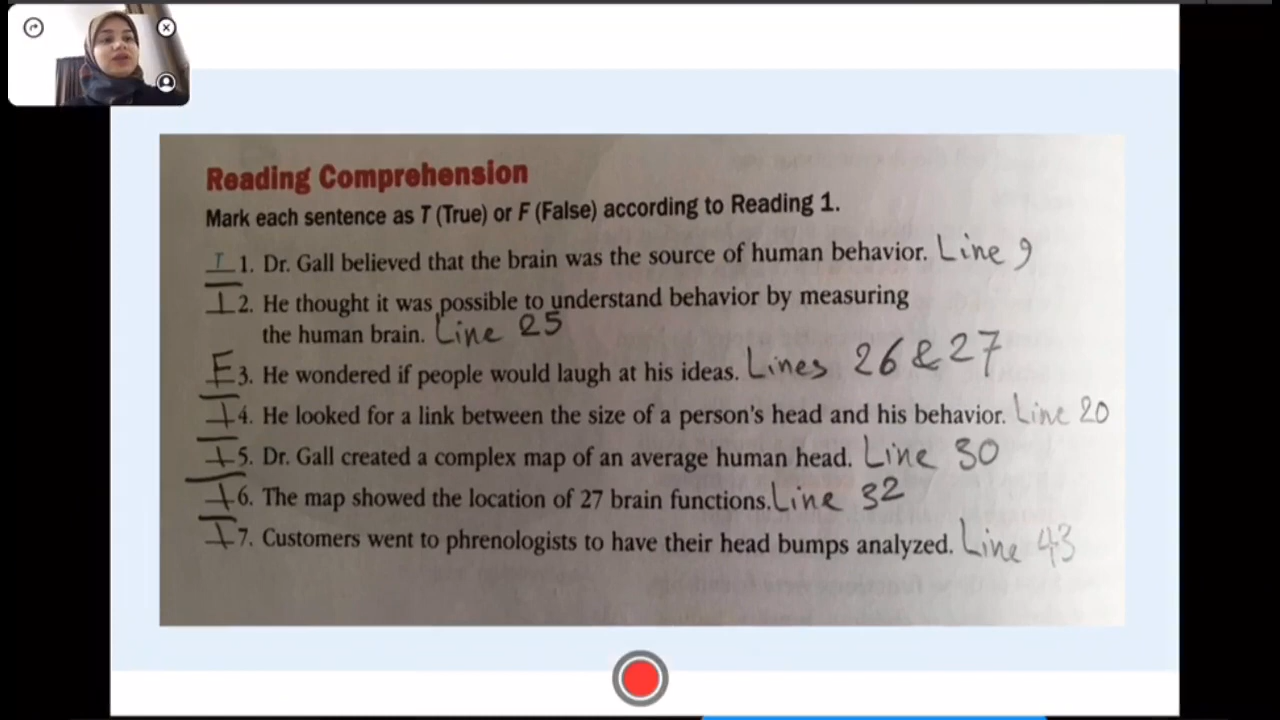 Reading Comprehension
Mark each sentence as T (True) or F (False) according to Reading 1.
T 1. Dr. Gall believed that the brain was the source of human behavior. Line 9
T 2. He thought it was possible to understand behavior by measuring
the human brain. Line 25
F 3. He wondered if people would laugh at his ideas. Lines 26 & 27
T 4. He looked for a link between the size of a person's head and his behavior. Line 20
T 5. Dr. Gall created a complex map of an average human head. Line 30
T 6. The map showed the location of 27 brain functions. Line 32
T 7. Customers went to phrenologists to have their head bumps analyzed. Line 43